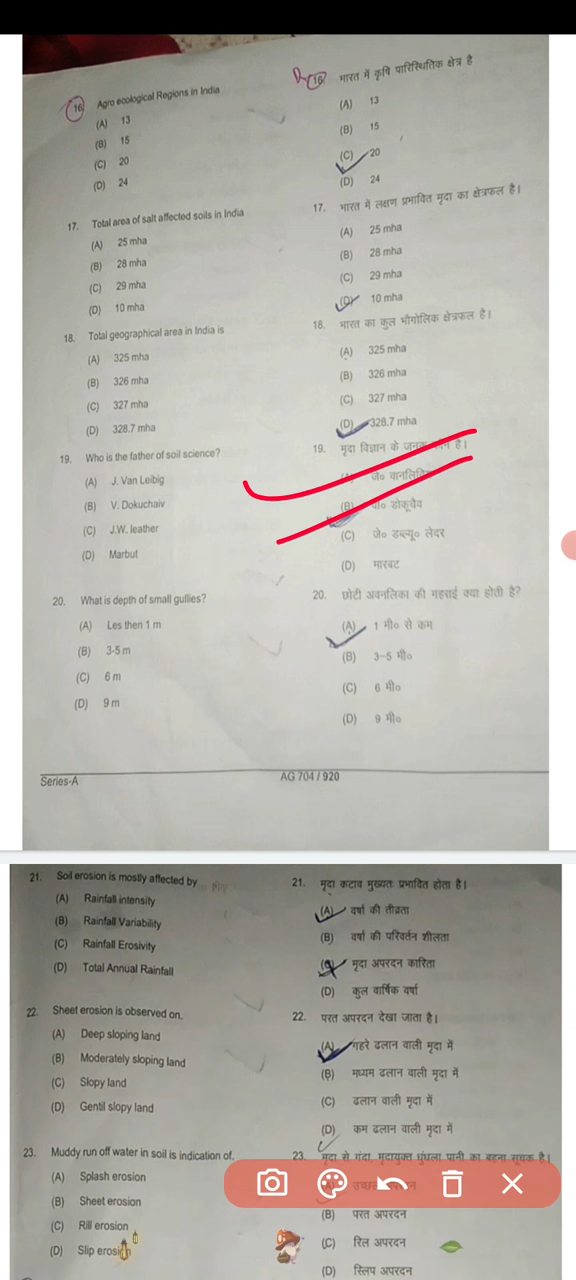 16. Agro ecological Regions in India
(A) 13
(B) 15
(C) 20
(D) 24
17. Total area of salt affected soils in India
(A) 25 mha
(B) 28 mha
(C) 29 mha
(D) 10 mha
18. Total geographical area in India is
(A) 325 mha
(B) 326 mha
(C) 327 mha
(D) 328.7 mha
19. Who is the father of soil science?
(A) J. Van Leibig
(B) V. Dokuchaiv
(C) J.W. leather
(D) Marbut
20. What is depth of small gullies?
(A) Les then 1 m
(B) 3-5 m
(C) 6 m
(D) 9 m
16. भारत में कृषि पारिस्थितिक क्षेत्र है
(A) 13
(B) 15
(C) 20
(D) 24
17. भारत में लक्षण प्रभावित मृदा का क्षेत्रफल है।
(A) 25 mha
(B) 28 mha
(C) 29 mha
(D) 10 mha
18. भारत का कुल भौगोलिक क्षेत्रफल है।
(A) 325 mha
(B) 326 mha
(C) 327 mha
(D) 328.7 mha
19. मृदा विज्ञान के जनक है।
जे०
(B) डोकूचैव
(C) जे० डब्ल्यू० लेदर
(D) मारवट
20. छोटी अवनलिका की गहराई क्या होती है?
(A) 1 मी० से कम
(B) 3-5 मी०
(C) 6 मी०
(D) 9 मी०
Series-A
AG 704 / 920
21. Soil erosion is mostly affected by
(A) Rainfall intensity
(B) Rainfall Variability
(C) Rainfall Erosivity
(D) Total Annual Rainfall
22. Sheet erosion is observed on.
(A) Deep sloping land
(B) Moderately sloping land
(C) Slopy land
(D) Gentil slopy land
23. Muddy run off water in soil is indication of.
(A) Splash erosion
(B) Sheet erosion
(C) Rill erosion
(D) Slip erosion
21. मृदा कटाव मुख्यतः प्रभावित होता है।
(A) वर्षा की तीव्रता
(B) वर्षा की परिवर्तन शीलता
(C) मृदा अपरदन कारिता
(D) कुल वार्षिक वर्षा
22. परत अपरदन देखा जाता है।
(A) गहरे ढलान वाली मृदा में
(B) मध्यम ढलान वाली मृदा में
(C) ढलान वाली मृदा में
(D) कम ढलान वाली मृदा में
23. मृदा से गंदा, मृदायुक्त धुंधला पानी का बहना सूचक है।
(B) परत अपरदन
(C) रिल अपरदन
(D) स्लिप अपरदन